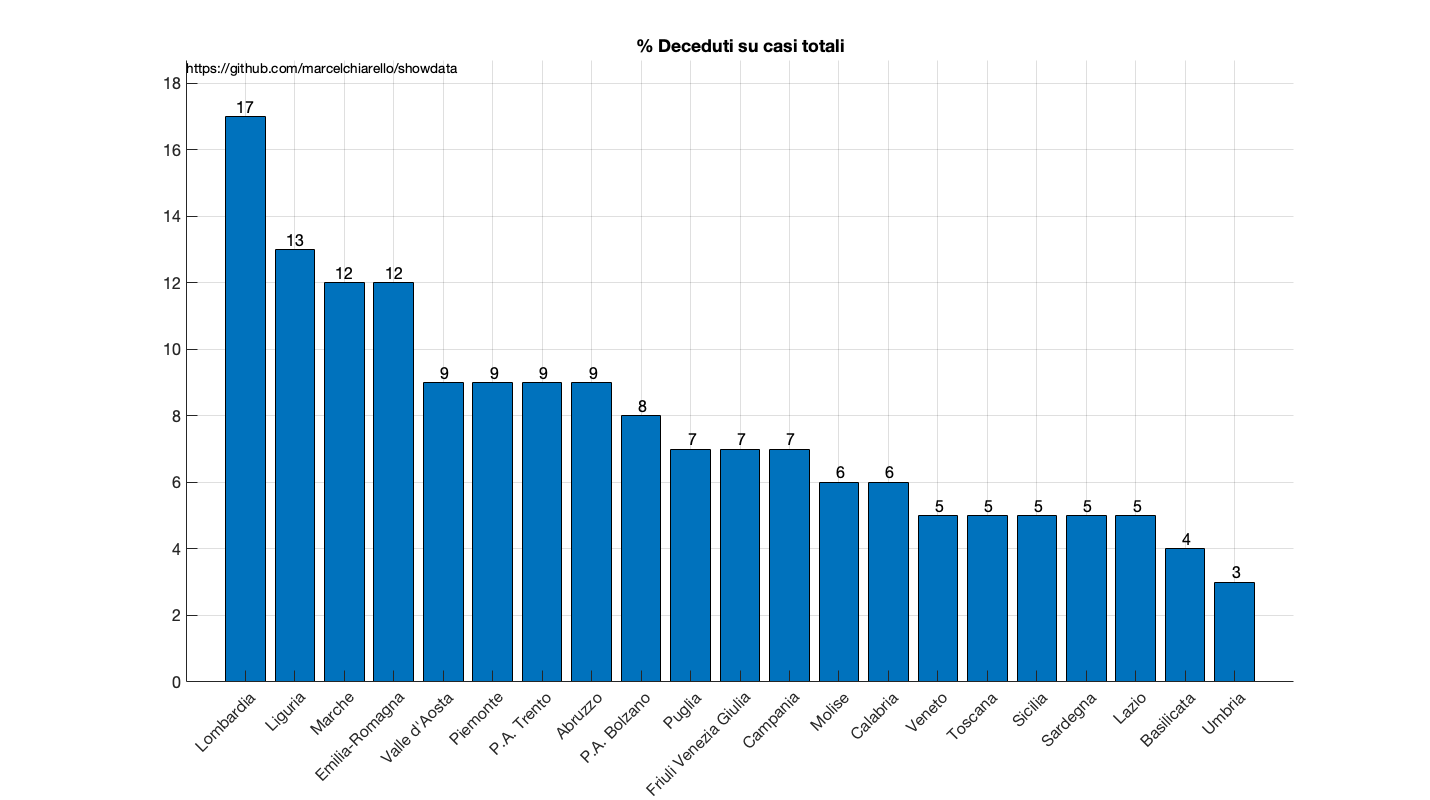 % Deceduti su casi totali
https://github.com/marcelchiarello/showdata
18
16
14
12
10
8
6
4
2
0
17
13
12
12
9
9
9
9
8
7
7
7
6
6
5
5
5
5
5
4
3
Lombardia
Liguria
Marche
Emilia-Romagna
Valle d'Aosta
Piemonte
P.A. Trento
Abruzzo
P.A. Bolzano
Puglia
Friuli Venezia Giulia
Campania
Molise
Calabria
Veneto
Toscana
Sicilia
Sardegna
Lazio
Basilicata
Umbria